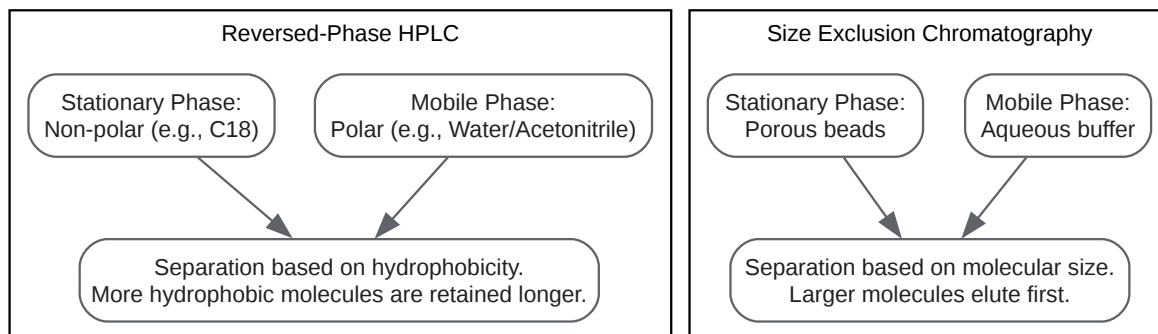 Reversed-Phase HPLC
Stationary Phase:
Non-polar (e.g., C18)
Mobile Phase:
Polar (e.g., Water/Acetonitrile)
Separation based on hydrophobicity.
More hydrophobic molecules are retained longer.
Size Exclusion Chromatography
Stationary Phase:
Porous beads
Mobile Phase:
Aqueous buffer
Separation based on molecular size.
Larger molecules elute first.